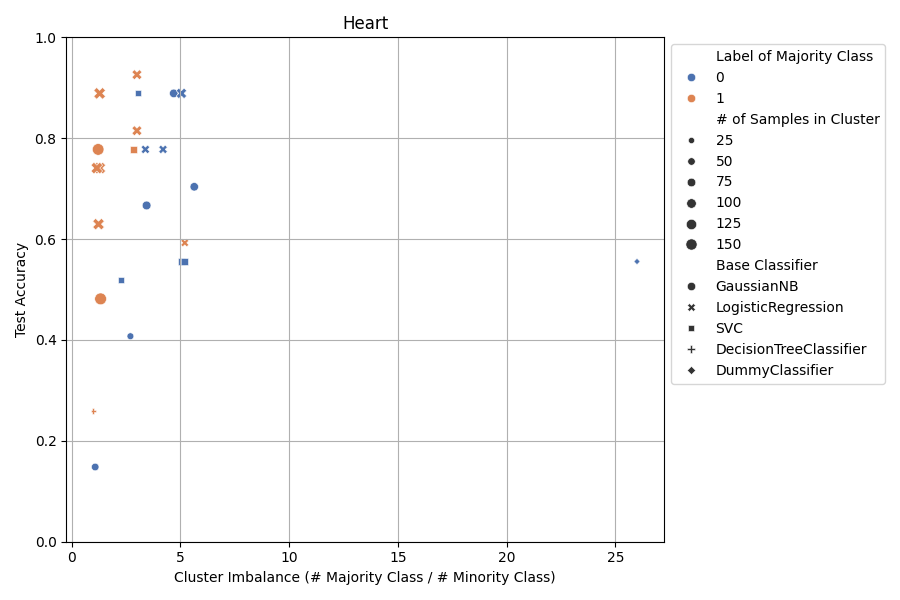 Heart
1.0
0.8
0.6
0.4
0.2
0.0
Test Accuracy
0
5
10
15
20
25
Cluster Imbalance (# Majority Class / # Minority Class)
Label of Majority Class
0
1
# of Samples in Cluster
25
50
75
100
125
150
Base Classifier
GaussianNB
LogisticRegression
SVC
DecisionTreeClassifier
DummyClassifier